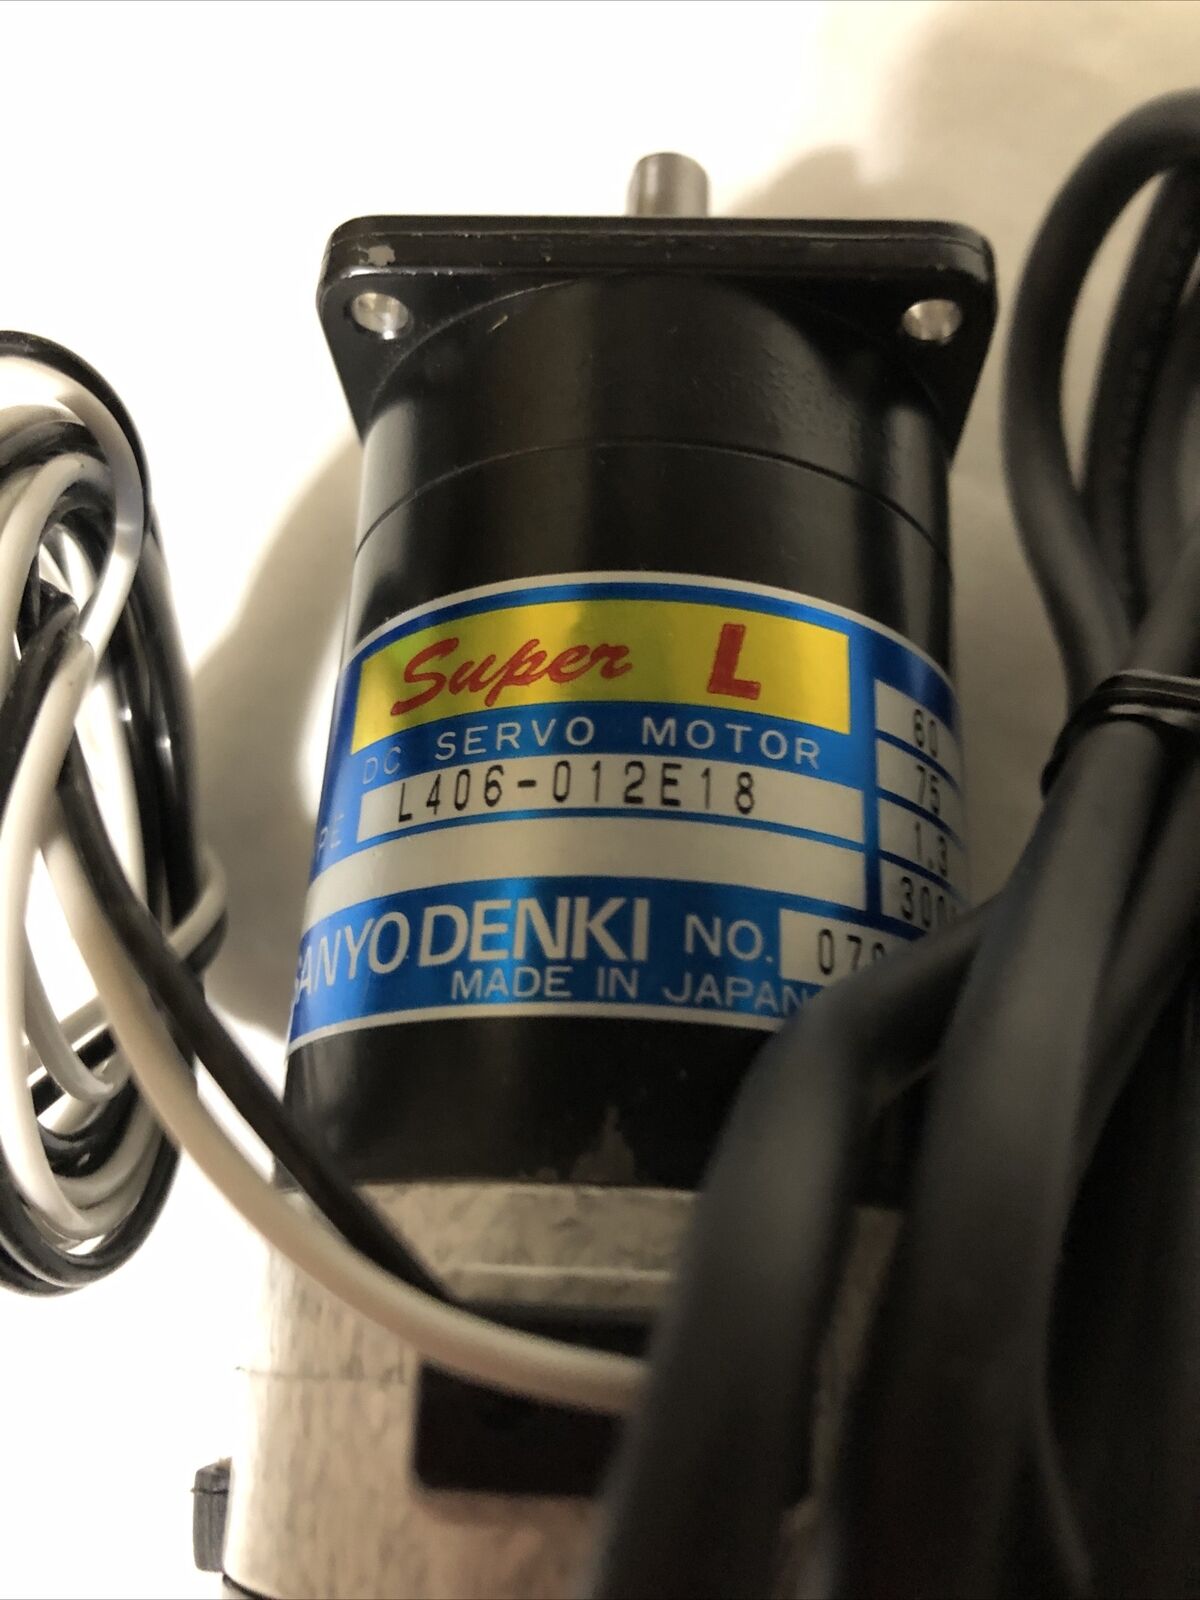 Super L
DC SERVO MOTOR
L406-012E18
60
75
1.3
SANYO DENKI NO.
MADE IN JAPAN